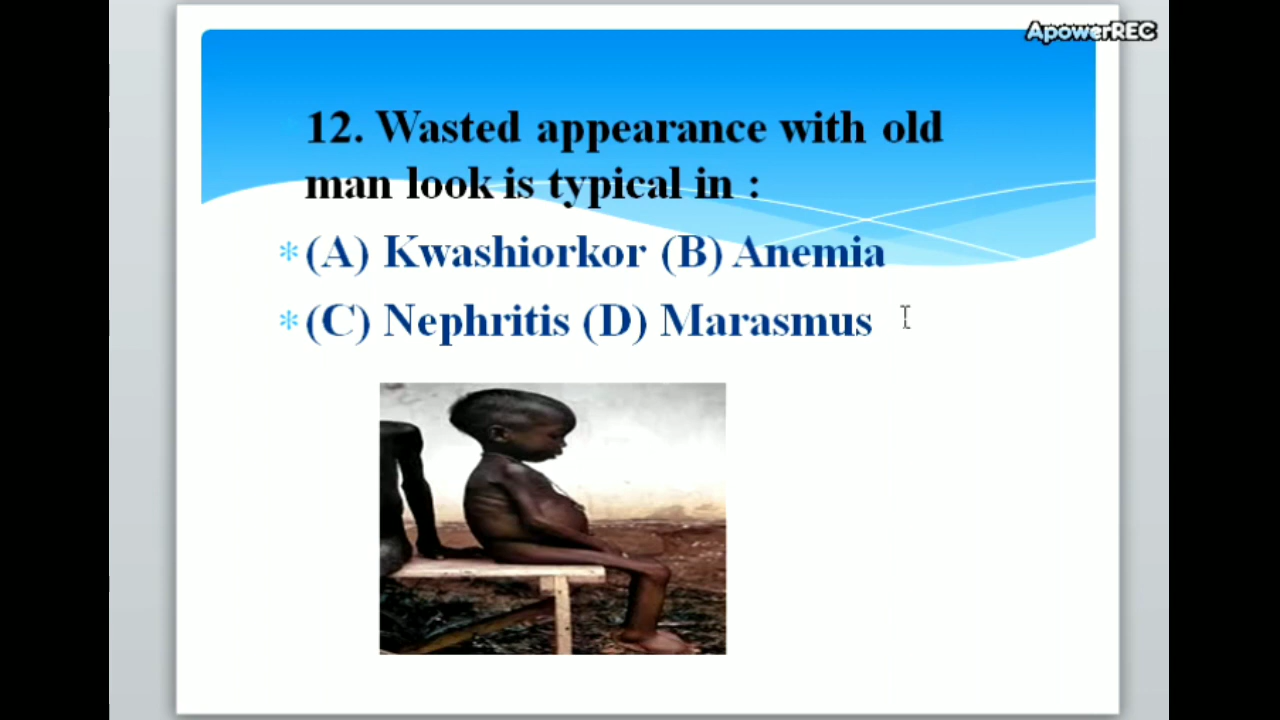 ApowerREC
12. Wasted appearance with old
man look is typical in :
* (A) Kwashiorkor (B) Anemia
* (C) Nephritis (D) Marasmus